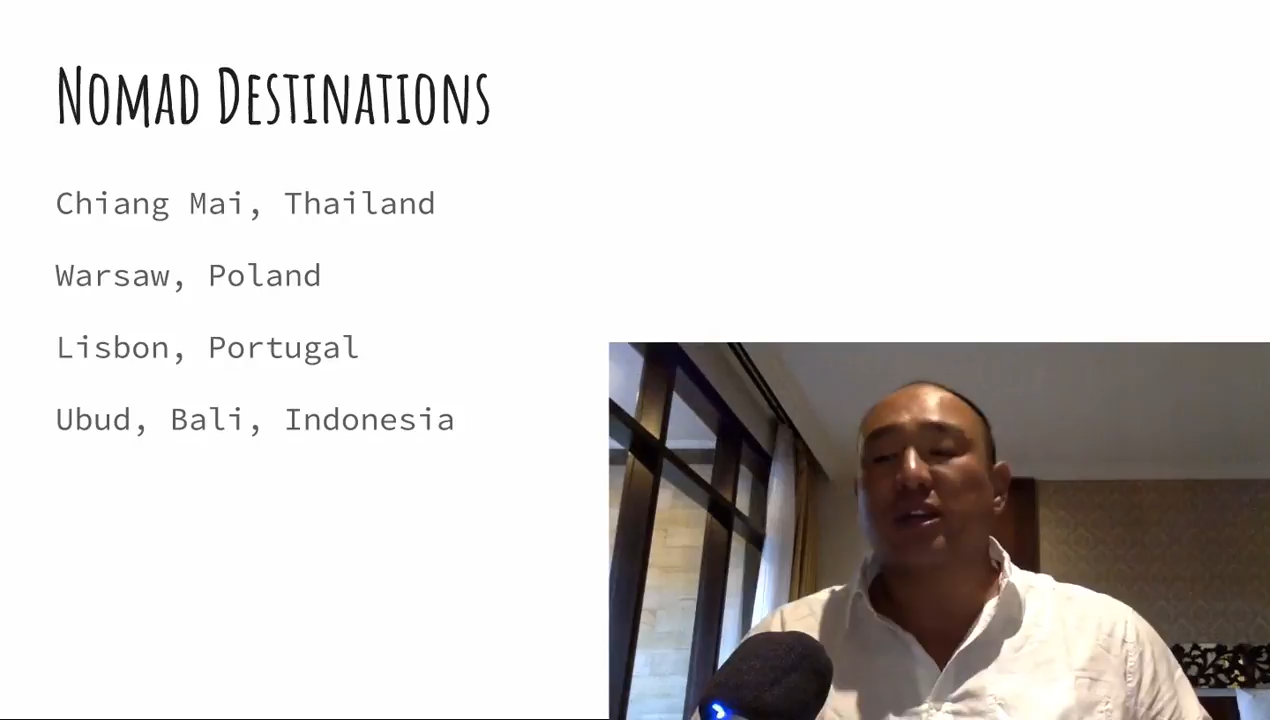 Nomad Destinations
Chiang Mai, Thailand
Warsaw, Poland
Lisbon, Portugal
Ubud, Bali, Indonesia